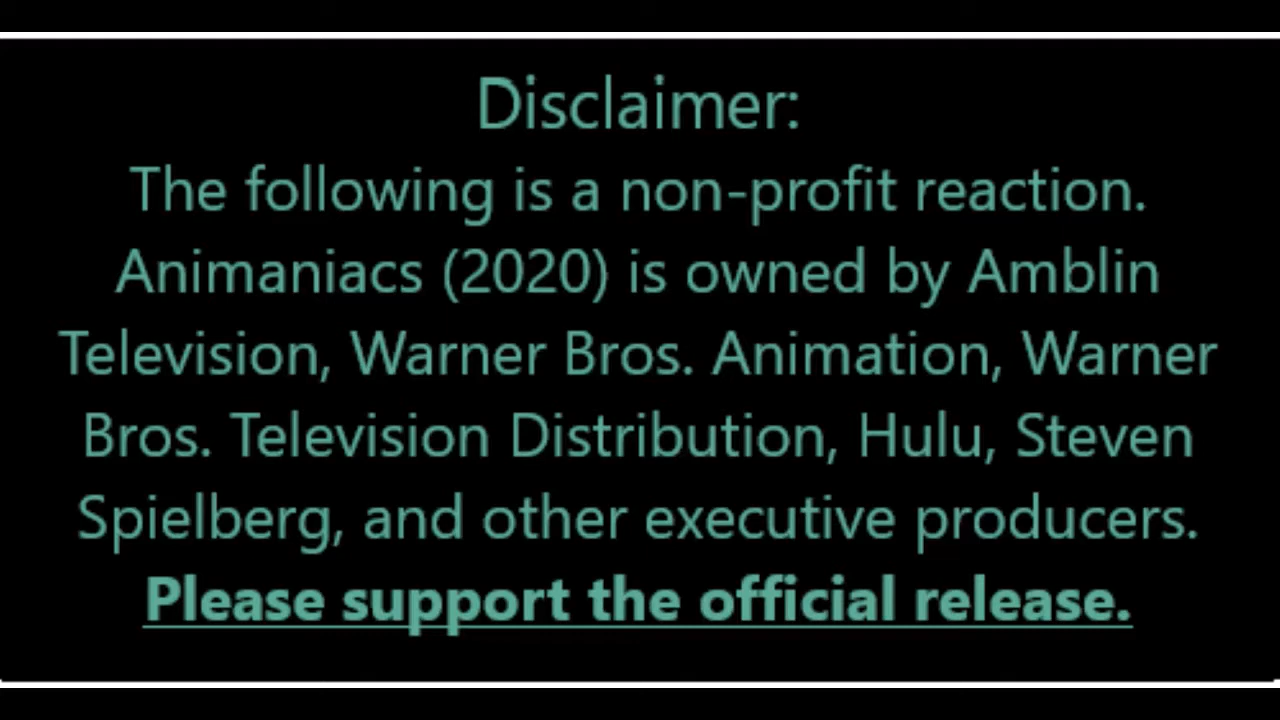 Disclaimer:
The following is a non-profit reaction.
Animaniacs (2020) is owned by Amblin
Television, Warner Bros. Animation, Warner
Bros. Television Distribution, Hulu, Steven
Spielberg, and other executive producers.
Please support the official release.